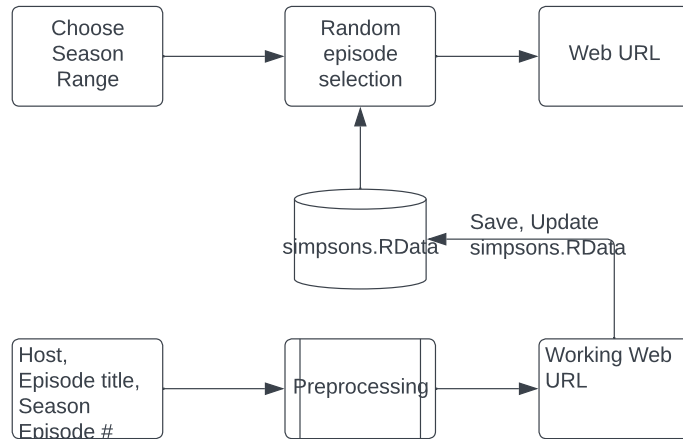 Choose
Season
Range
Random
episode
selection
Web URL
simpsons.RData
Save, Update
simpsons.RData
Host,
Episode title,
Season
Episode #
Preprocessing
Working Web
URL